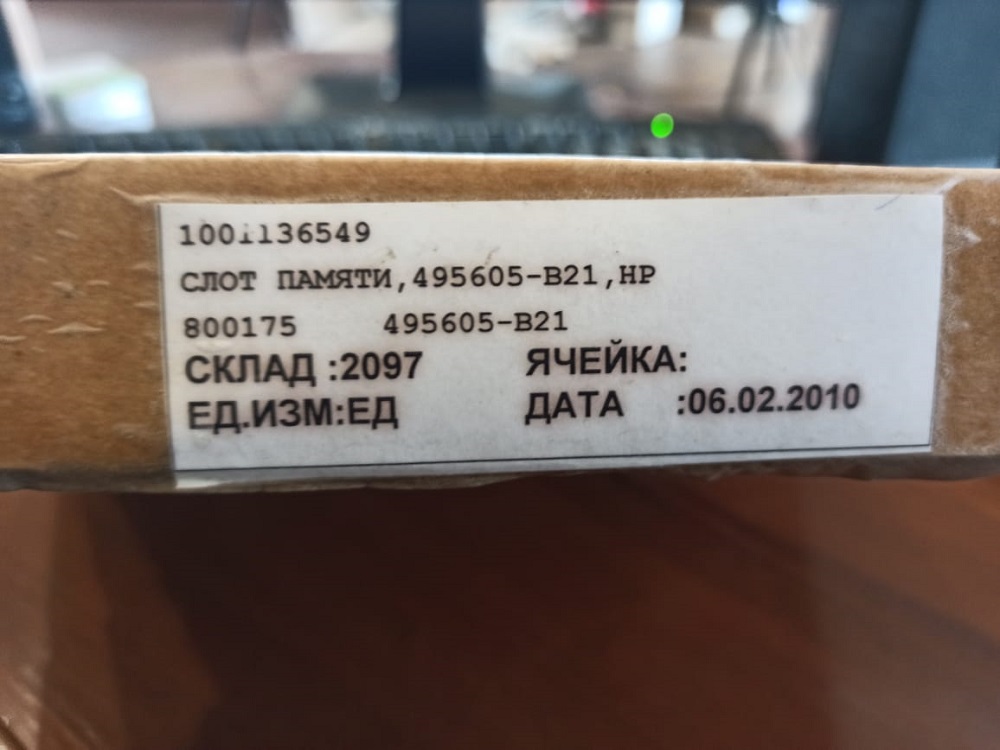 1001136549
СЛОТ ПАМЯТИ,495605-B21,HP
800175 495605-B21
СКЛАД :2097 ЯЧЕЙКА:
ЕД.ИЗМ:ЕД ДАТА :06.02.2010